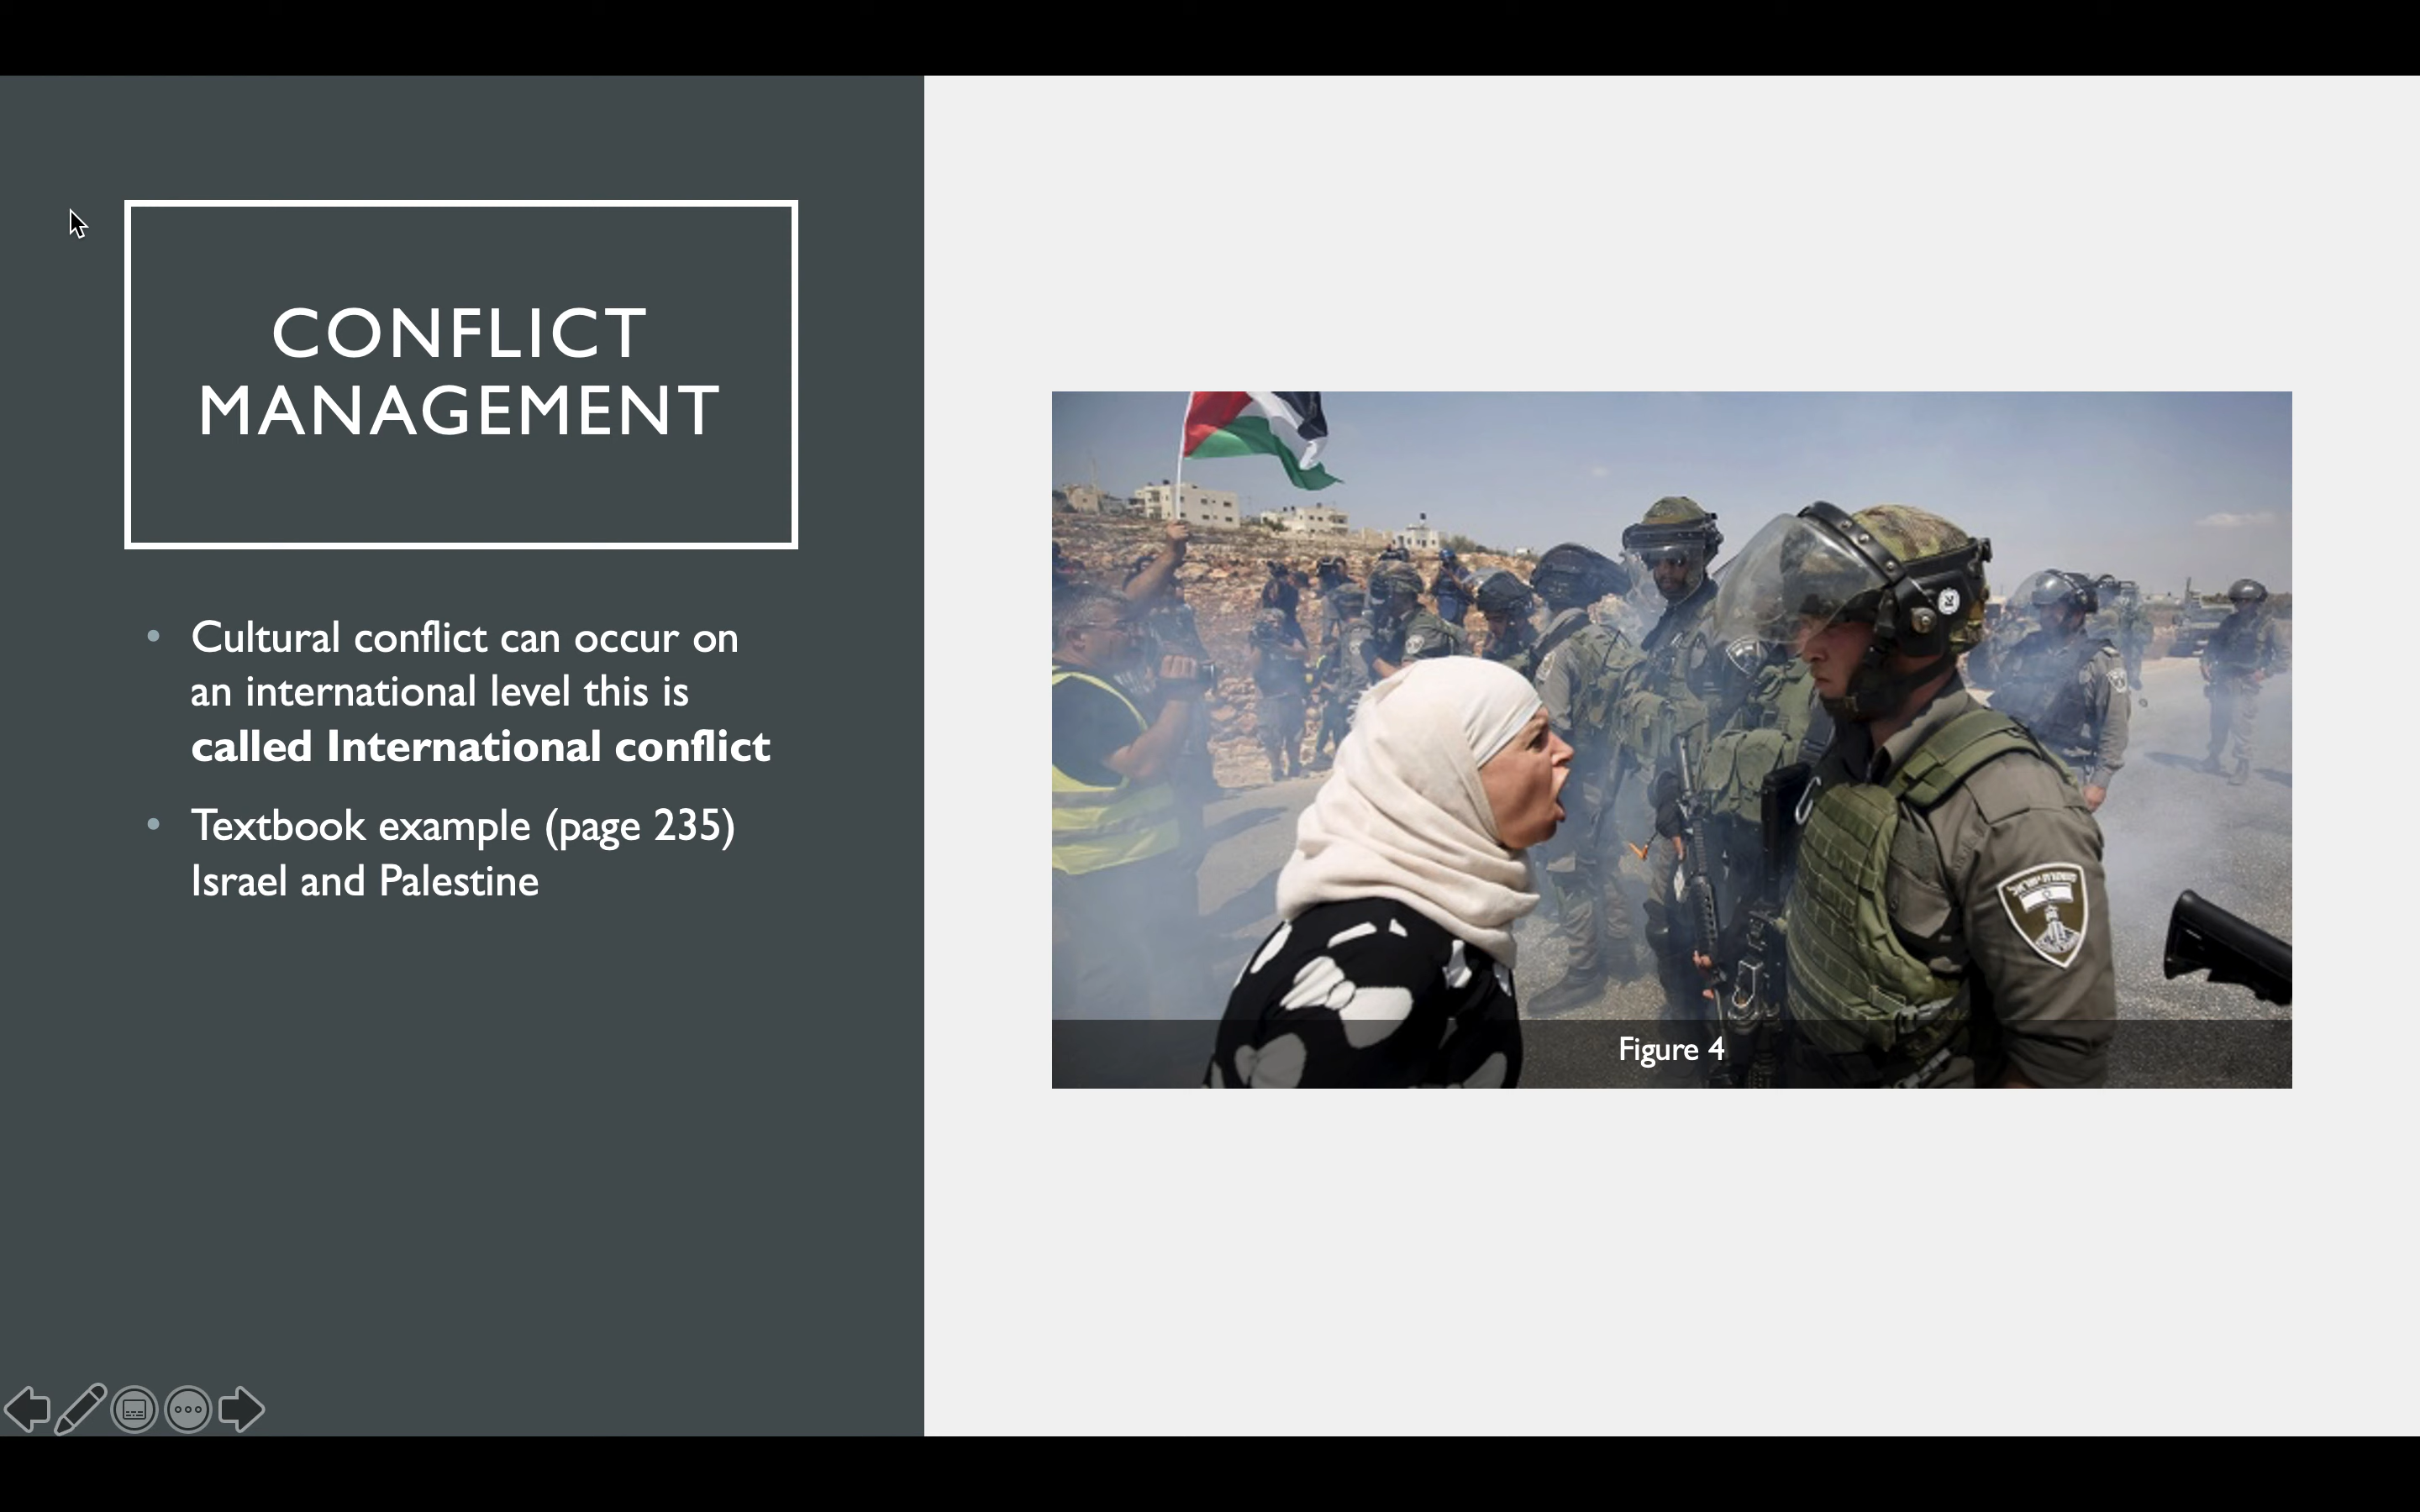 CONFLICT
MANAGEMENT
• Cultural conflict can occur on
an international level this is
called International conflict
• Textbook example (page 235)
Israel and Palestine
Figure 4